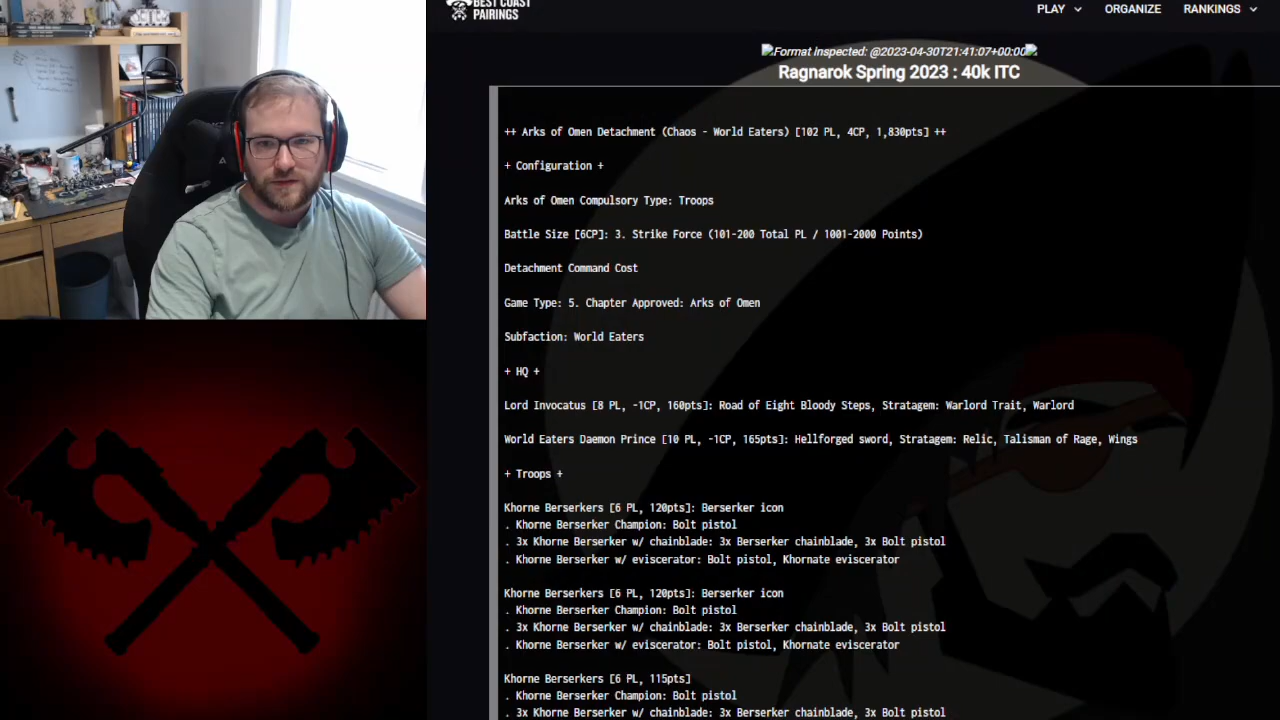 BEST COAST
PAIRINGS
PLAY
ORGANIZE
RANKINGS
Format Inspected: @2023-04-30T21:41:07+00:00
Ragnarok Spring 2023 : 40k ITC
++ Arks of Omen Detachment (Chaos - World Eaters) [102 PL, 4CP, 1,830pts] ++
+ Configuration +
Arks of Omen Compulsory Type: Troops
Battle Size [6CP]: 3. Strike Force (101-200 Total PL / 1001-2000 Points)
Detachment Command Cost
Game Type: 5. Chapter Approved: Arks of Omen
Subfaction: World Eaters
+ HQ +
Lord Invocatus [8 PL, -1CP, 160pts]: Road of Eight Bloody Steps, Stratagem: Warlord Trait, Warlord
World Eaters Daemon Prince [10 PL, -1CP, 165pts]: Hellforged sword, Stratagem: Relic, Talisman of Rage, Wings
+ Troops +
Khorne Berserkers [6 PL, 120pts]: Berserker icon
. Khorne Berserker Champion: Bolt pistol
. 3x Khorne Berserker w/ chainblade: 3x Berserker chainblade, 3x Bolt pistol
. Khorne Berserker w/ eviscerator: Bolt pistol, Khornate eviscerator
Khorne Berserkers [6 PL, 120pts]: Berserker icon
. Khorne Berserker Champion: Bolt pistol
. 3x Khorne Berserker w/ chainblade: 3x Berserker chainblade, 3x Bolt pistol
. Khorne Berserker w/ eviscerator: Bolt pistol, Khornate eviscerator
Khorne Berserkers [6 PL, 115pts]
. Khorne Berserker Champion: Bolt pistol
. 3x Khorne Berserker w/ chainblade: 3x Berserker chainblade, 3x Bolt pistol